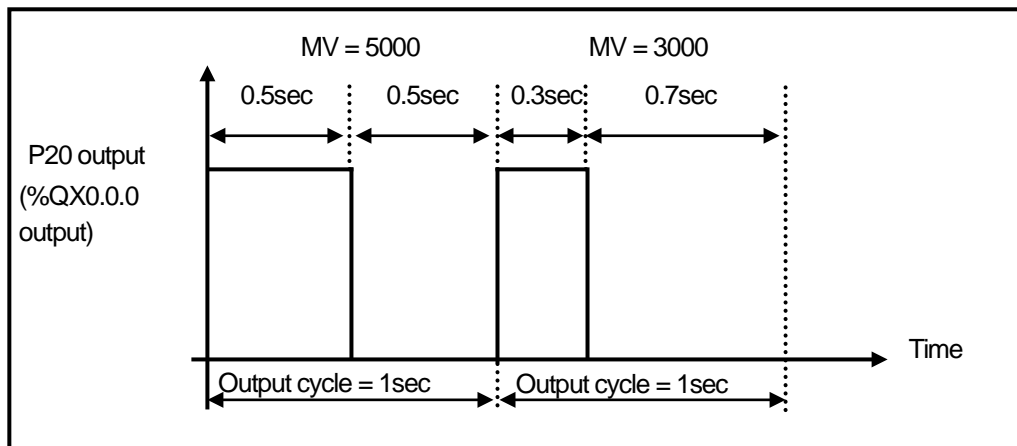 MV = 5000 MV = 3000
0.5sec 0.5sec 0.3sec 0.7sec
P20 output
(%QX0.0.0
output)
Time
Output cycle = 1sec Output cycle = 1sec